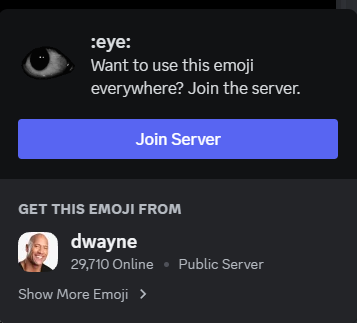 :eye:
Want to use this emoji
everywhere? Join the server.
Join Server
GET THIS EMOJI FROM
dwayne
29,710 Online • Public Server
Show More Emoji >